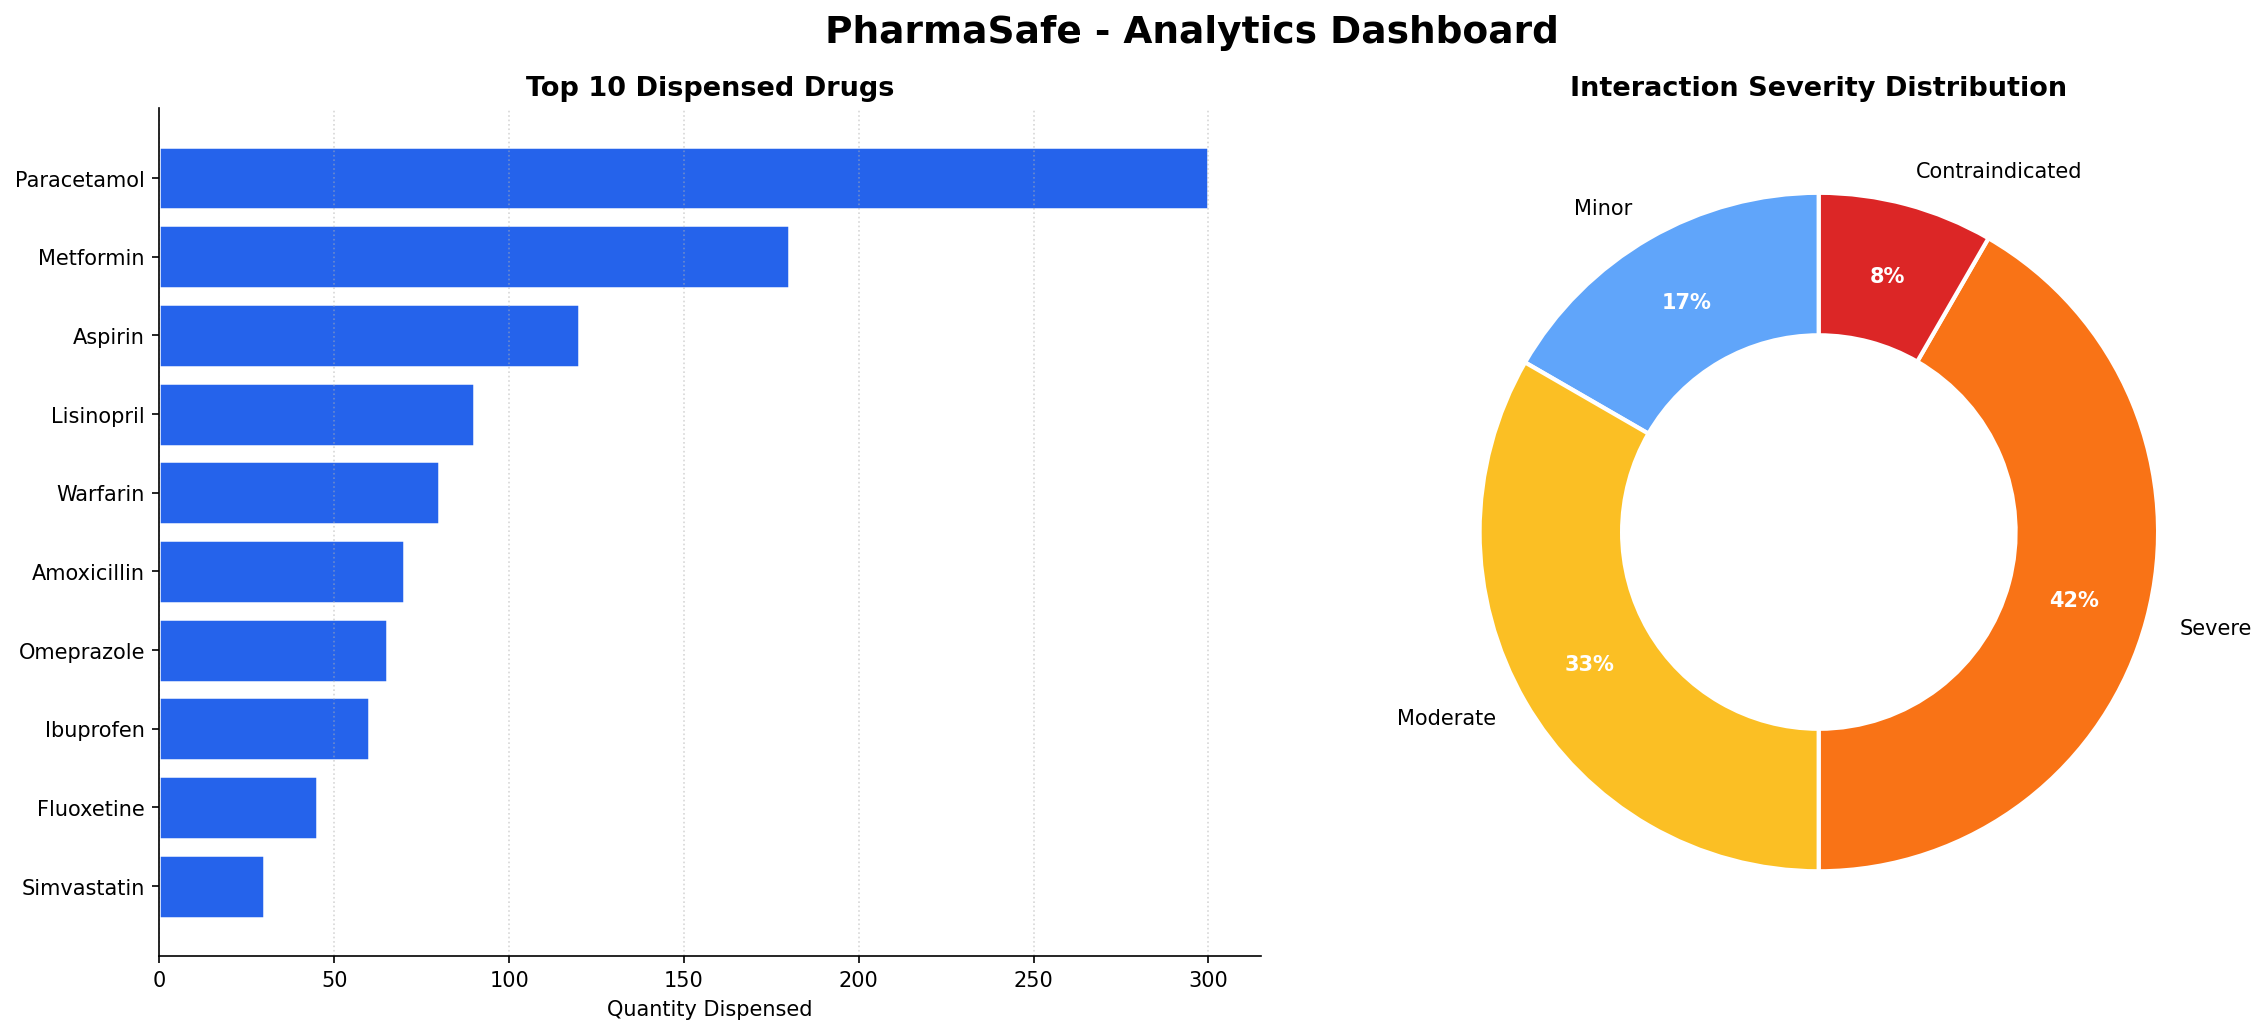 PharmaSafe - Analytics Dashboard
Top 10 Dispensed Drugs
Paracetamol
Metformin
Aspirin
Lisinopril
Warfarin
Amoxicillin
Omeprazole
Ibuprofen
Fluoxetine
Simvastatin
0 50 100 150 200 250 300
Quantity Dispensed
Interaction Severity Distribution
Contraindicated
Minor
8%
17%
42%
Severe
33%
Moderate